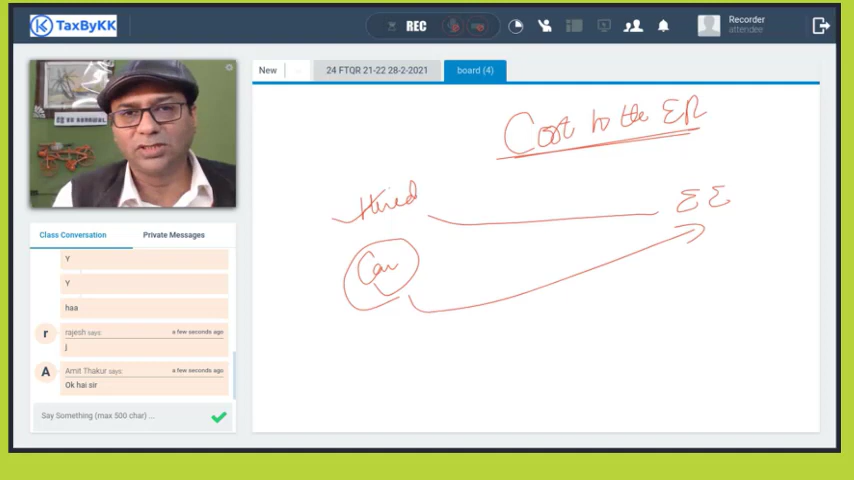 TaxByKK
REC
Recorder
attendee
New
24 FTQR 21-22 28-2-2021
board (4)
Class Conversation
Private Messages
Y
Y
haa
r
rajesh says:
a few seconds ago
j
A
Amit Thakur says:
a few seconds ago
Ok hai sir
Say Something (max 500 char) ...
Cost to the ER
Hired
EE
Car